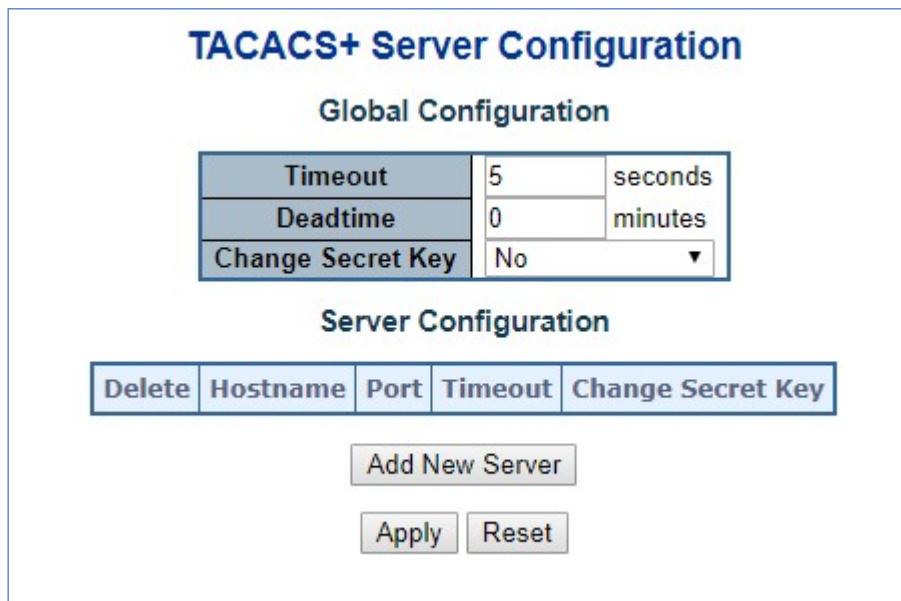 TACACS+ Server Configuration
Global Configuration
Timeout 5 seconds
Deadtime 0 minutes
Change Secret Key No
Server Configuration
Delete Hostname Port Timeout Change Secret Key
Add New Server
Apply Reset